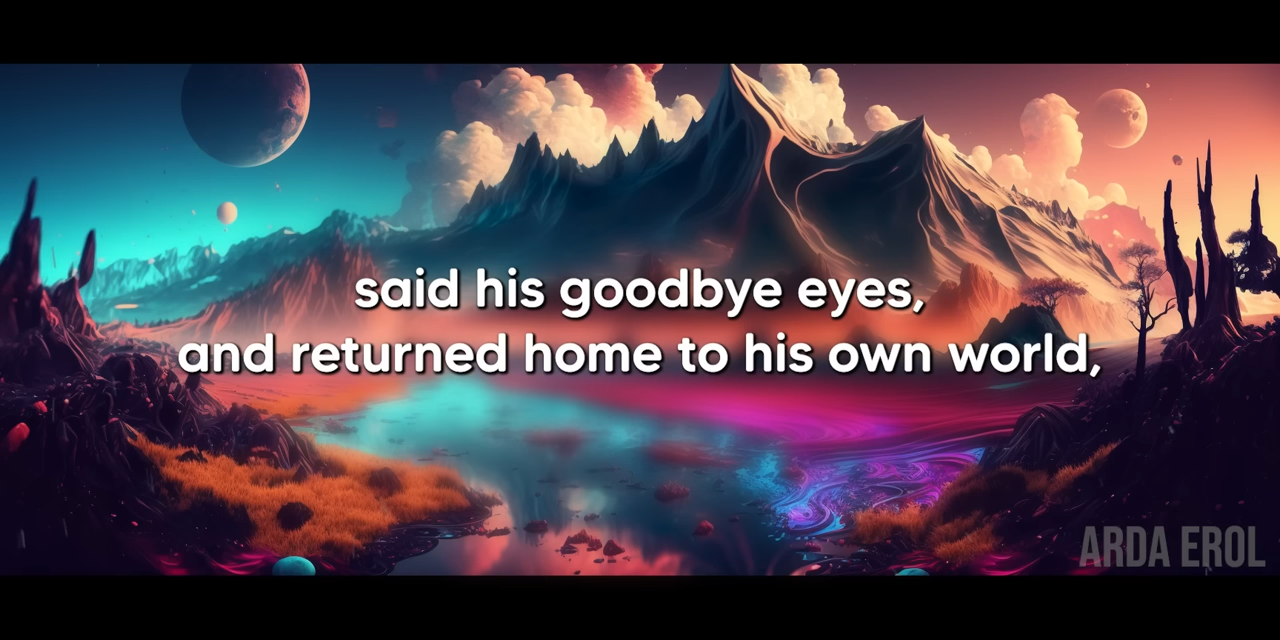 said his goodbye eyes,
and returned home to his own world,
ARDA EROL